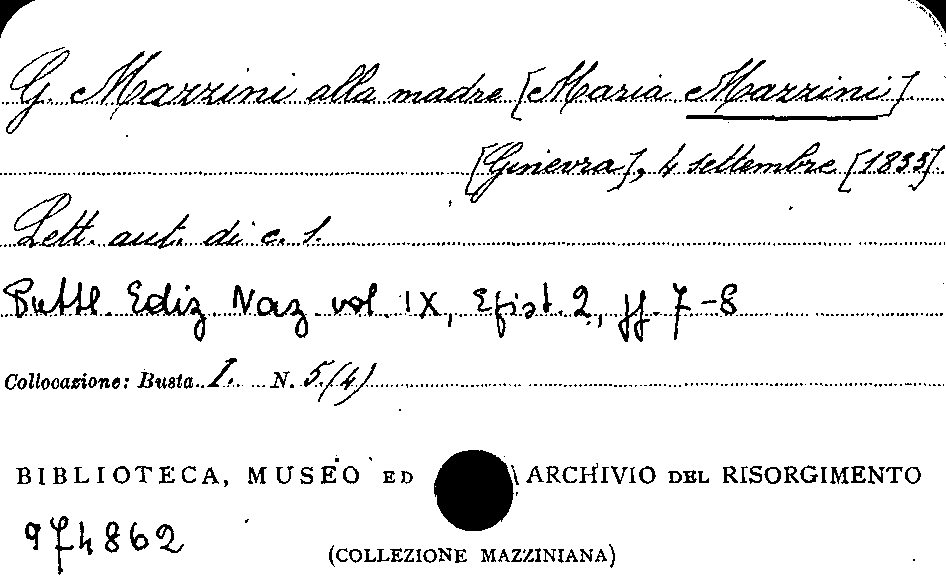 G. Mazzini alla madre [Maria Mazzini].
[Ginevra], 4 settembre [1833].
Lett. aut. di c. 1.
Pubbl. Ediz. Naz. vol. IX, Epist. 2, pp. 7-8
Collocazione: Busta I. N. 5.(4)
BIBLIOTECA, MUSEO ED ARCHIVIO DEL RISORGIMENTO
974862
(COLLEZIONE MAZZINIANA)